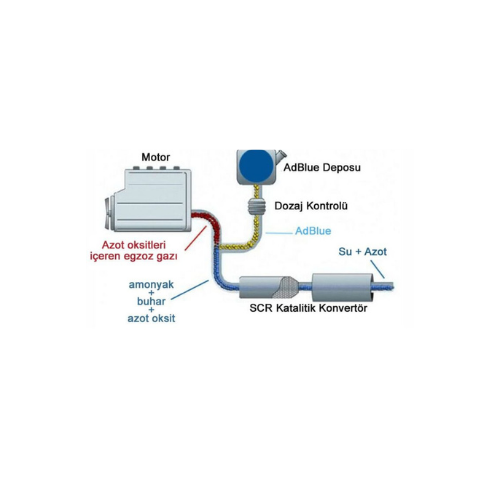 Motor
AdBlue Deposu
Dozaj Kontrolü
AdBlue
Azot oksitleri
içeren egzoz gazı
Su + Azot
amonyak
+
buhar
+
azot oksit
SCR Katalitik Konvertör